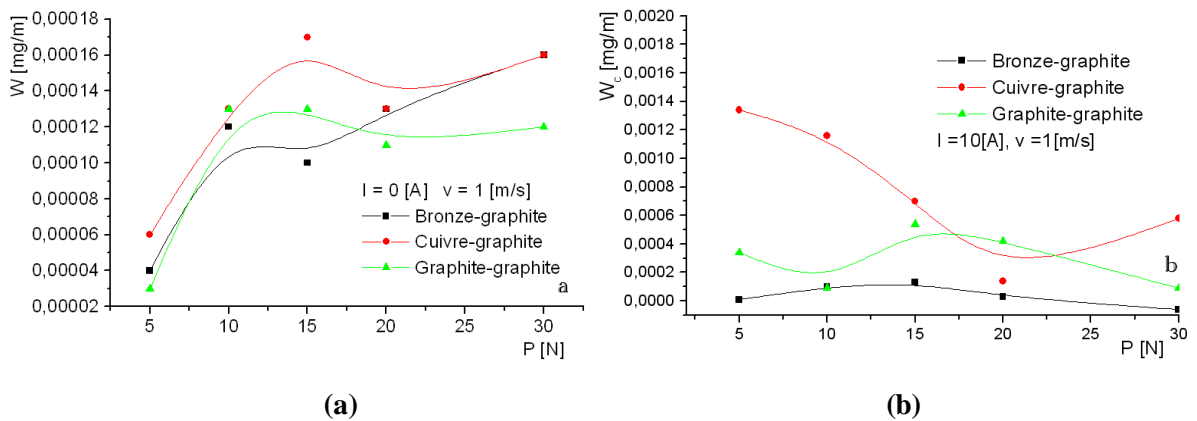 W [mg/m]
0,00018
0,00016
0,00014
0,00012
0,00010
0,00008
0,00006
0,00004
0,00002
I = 0 [A] v = 1 [m/s]
Bronze-graphite
Cuivre-graphite
Graphite-graphite
a
5 10 15 20 25 30
P [N]
(a)
W_c [mg/m]
0,0020
0,0018
0,0016
0,0014
0,0012
0,0010
0,0008
0,0006
0,0004
0,0002
0,0000
Bronze-graphite
Cuivre-graphite
Graphite-graphite
I =10[A], v =1[m/s]
b
5 10 15 20 25 30
P [N]
(b)